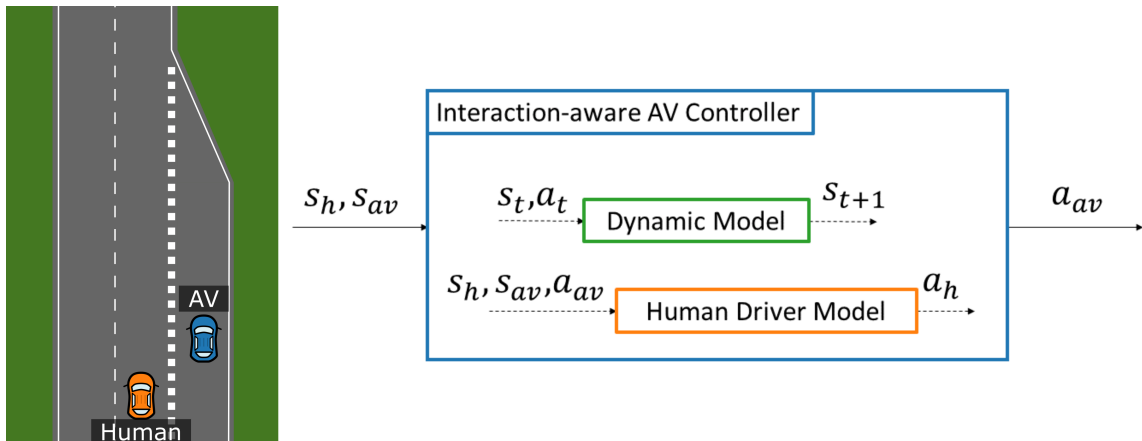 AV
Human
Interaction-aware AV Controller
s_h, s_av
s_t,a_t
Dynamic Model
s_{t+1}
s_h, s_av,a_av
Human Driver Model
a_h
a_av